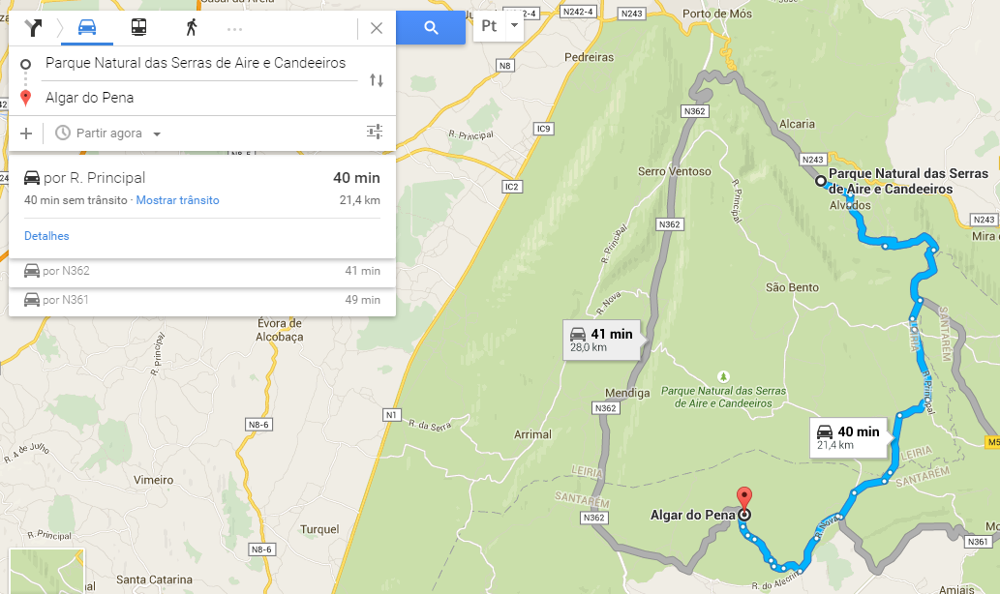 Parque Natural das Serras de Aire e Candeeiros
Algar do Pena
Partir agora
por R. Principal 40 min
40 min sem trânsito · Mostrar trânsito 21,4 km
Detalhes
por N362 41 min
por N361 49 min
Pt
N242-4
N243
Porto de Mós
Pedreiras
N8
N362
IC9
R. Principal
Alcaria
N243
IC2
Serro Ventoso
R. Principal
Parque Natural das Serras
de Aire e Candeeiros
Alvados
N362
N243
Mira de
R. Principal
São Bento
R. Nova
Évora de
Alcobaça
SANTARÉM
LEIRIA
41 min
28,0 km
R. Principal
R. Principal
Parque Natural das Serras
de Aire e Candeeiros
Mendiga
N362
N1
N8-6
R. da Serra
Arrimal
40 min
21,4 km
R. 4 de Julho
LEIRIA
SANTARÉM
Vimeiro
LEIRIA
SANTARÉM
Algar do Pena
N362
R. Nova
Turquel
R. Principal
N361
N8-6
R. do Alecrim
Santa Catarina
Amiais